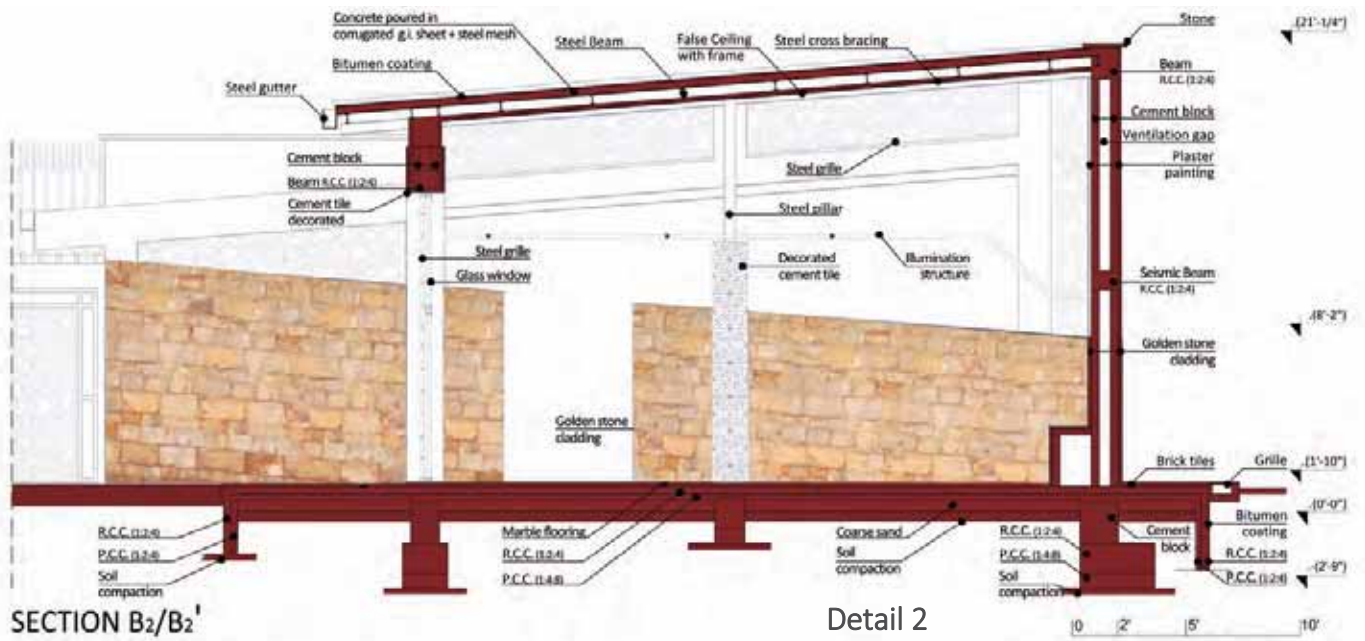 Concrete poured in
corrugated g.i. sheet + steel mesh
Bitumen coating
Steel gutter
Steel Beam
False Ceiling
with frame
Steel cross bracing
Stone
(21'-1/4")
Beam
R.C.C. (1:2:4)
Cement block
Ventilation gap
Plaster
painting
Steel grille
Cement block
Beam R.C.C. (1:2:4)
Cement tile
decorated
Steel pillar
Steel grille
Glass window
Decorated
cement tile
Illumination
structure
Seismic Beam
R.C.C. (1:2:4)
(8'-2")
Golden stone
cladding
Golden stone
cladding
Brick tiles
Grille
(1'-10")
(0'-0")
R.C.C. (1:2:4)
P.C.C. (1:2:4)
Soil
compaction
Marble flooring
R.C.C. (1:2:4)
P.C.C. (1:4:8)
Coarse sand
Soil
compaction
R.C.C. (1:2:4)
P.C.C. (1:4:8)
Soil
compaction
Cement
block
Bitumen
coating
R.C.C. (1:2:4)
P.C.C. (1:2:4)
(2'-9")
SECTION B2/B2'
Detail 2
0 2' 5' 10'